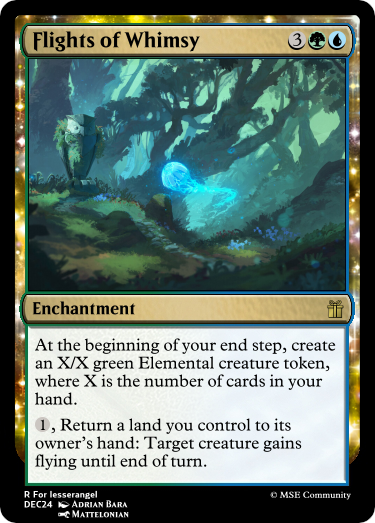 Flights of Whimsy 3
Enchantment
At the beginning of your end step, create
an X/X green Elemental creature token,
where X is the number of cards in your
hand.
1, Return a land you control to its
owner's hand: Target creature gains
flying until end of turn.
R For lesserangel
DEC24 Adrian Bara © MSE Community
Mattelonian